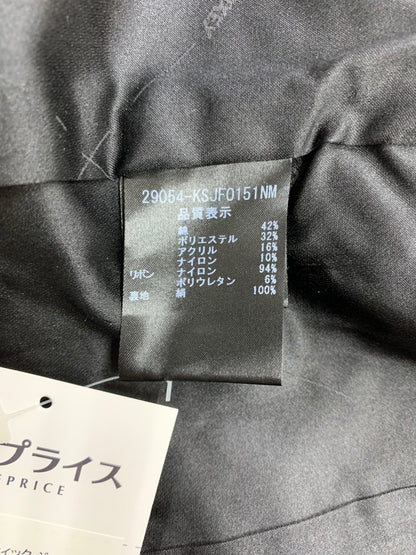 KEY
29054-KSJF0151NM
品質表示
綿 42%
ポリエステル 32%
アクリル 16%
ナイロン 10%
リボン ナイロン 94%
ポリウレタン 6%
裏地 絹 100%
プライス
EPRICE